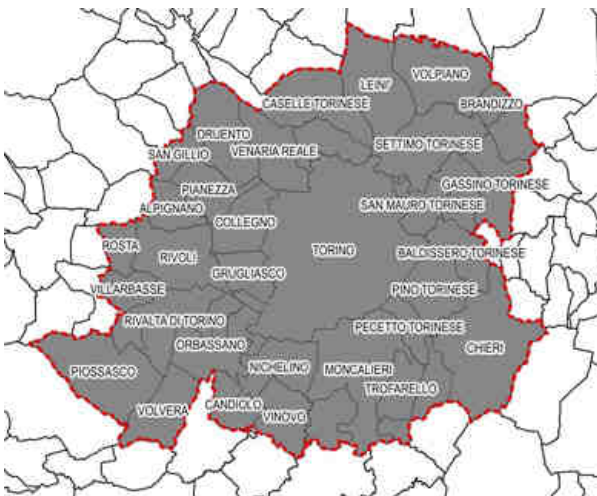 VOLPIANO
LEINI'
CASELLE TORINESE
BRANDIZZO
DRUENTO
SETTIMO TORINESE
VENARIA REALE
SAN GILLIO
PIANEZZA
GASSINO TORINESE
ALPIGNANO
SAN MAURO TORINESE
COLLEGNO
ROSTA
RIVOLI
TORINO
BALDISSERO TORINESE
GRUGLIASCO
VILLARBASSE
PINO TORINESE
RIVALTA DI TORINO
PECETTO TORINESE
ORBASSANO
CHIERI
NICHELINO
MONCALIERI
PIOSSASCO
TROFARELLO
CANDIOLO
VOLVERA
VINOVO